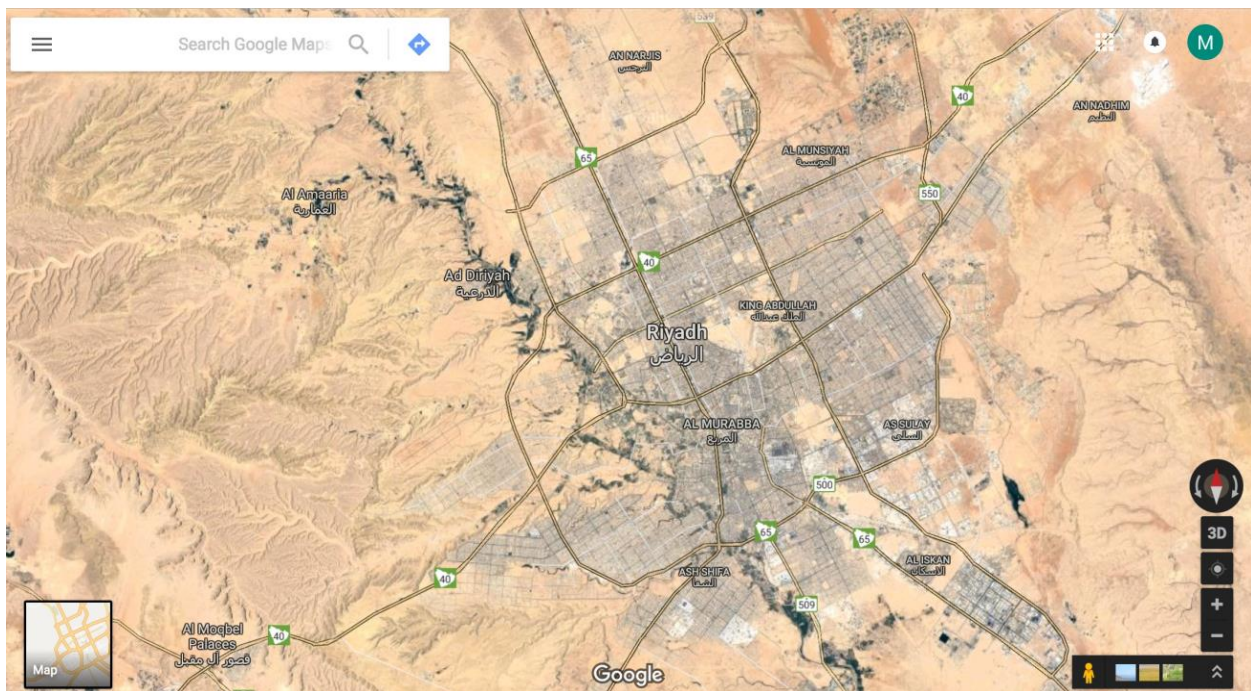 Search Google Maps
M
589
AN NARJIS
النرجس
65
40
AN NADHIM
النظيم
AL MUNSIYAH
المونسية
550
Al Amaaria
العمارية
40
Ad Diriyah
الدرعية
KING ABDULLAH
الملك عبدالله
Riyadh
الرياض
AL MURABBA
المربع
AS SULAY
السلي
500
3D
65
65
AL ISKAN
الاسكان
ASH SHIFA
الشفا
40
509
Al Moqbel
Palaces
قصور آل مقبل
40
Map
Google